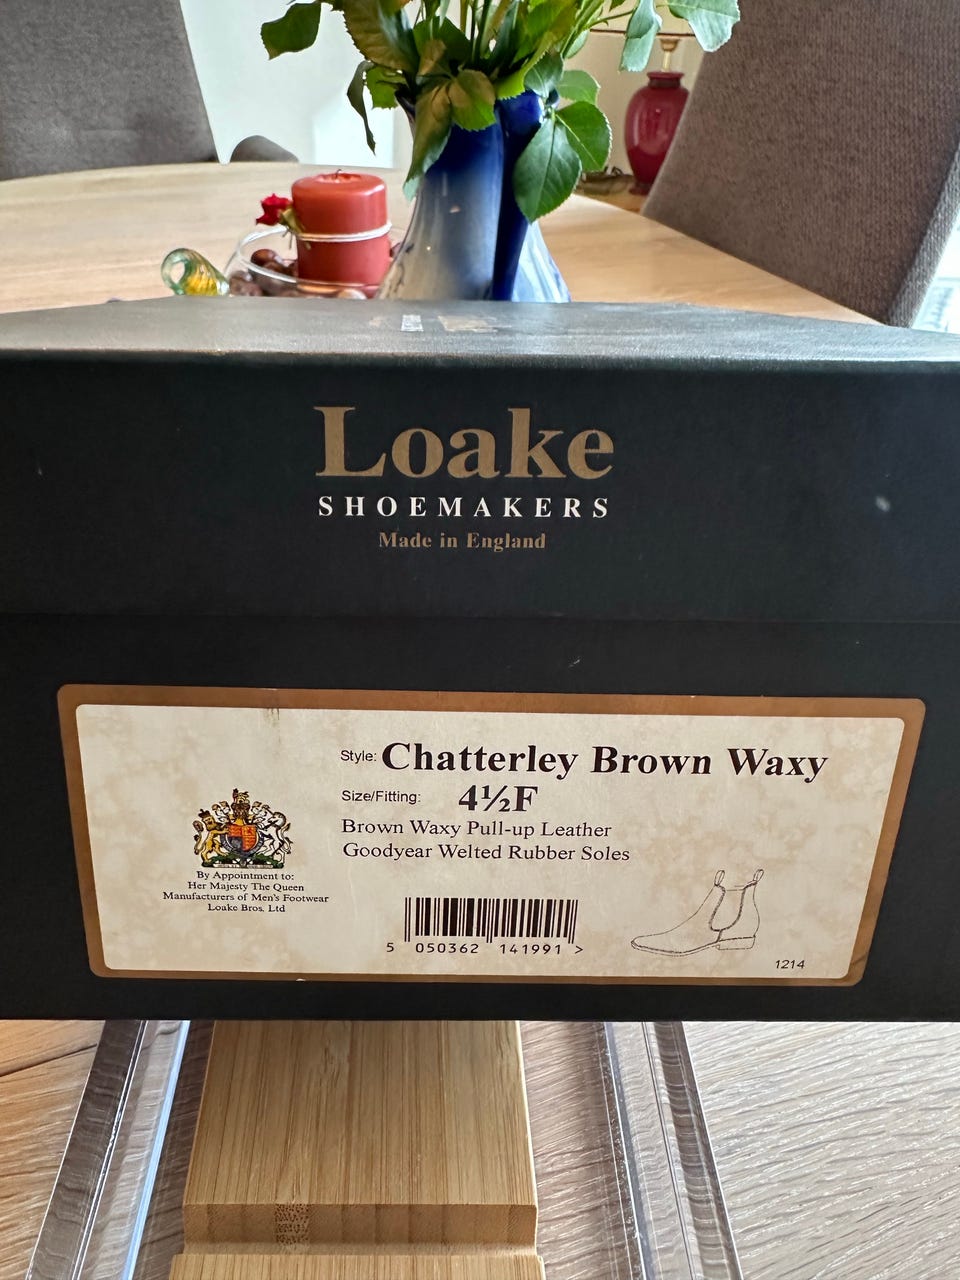 Loake
SHOEMAKERS
Made in England
Style: Chatterley Brown Waxy
Size/Fitting: 4½F
Brown Waxy Pull-up Leather
Goodyear Welted Rubber Soles
By Appointment to:
Her Majesty The Queen
Manufacturers of Men's Footwear
Loake Bros. Ltd
5 050362 141991 >
1214